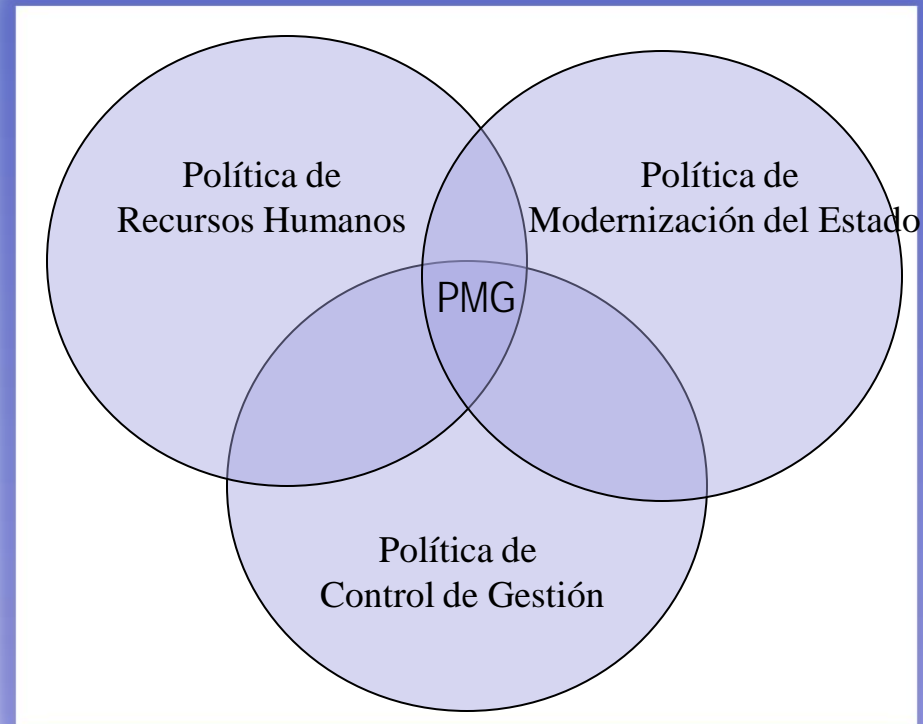 Política de
Recursos Humanos
Política de
Modernización del Estado
PMG
Política de
Control de Gestión